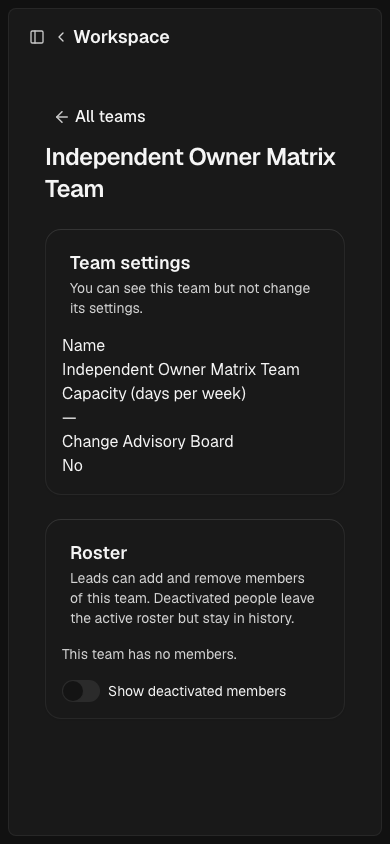 Workspace
All teams
Independent Owner Matrix
Team
Team settings
You can see this team but not change
its settings.
Name
Independent Owner Matrix Team
Capacity (days per week)
—
Change Advisory Board
No
Roster
Leads can add and remove members
of this team. Deactivated people leave
the active roster but stay in history.
This team has no members.
Show deactivated members